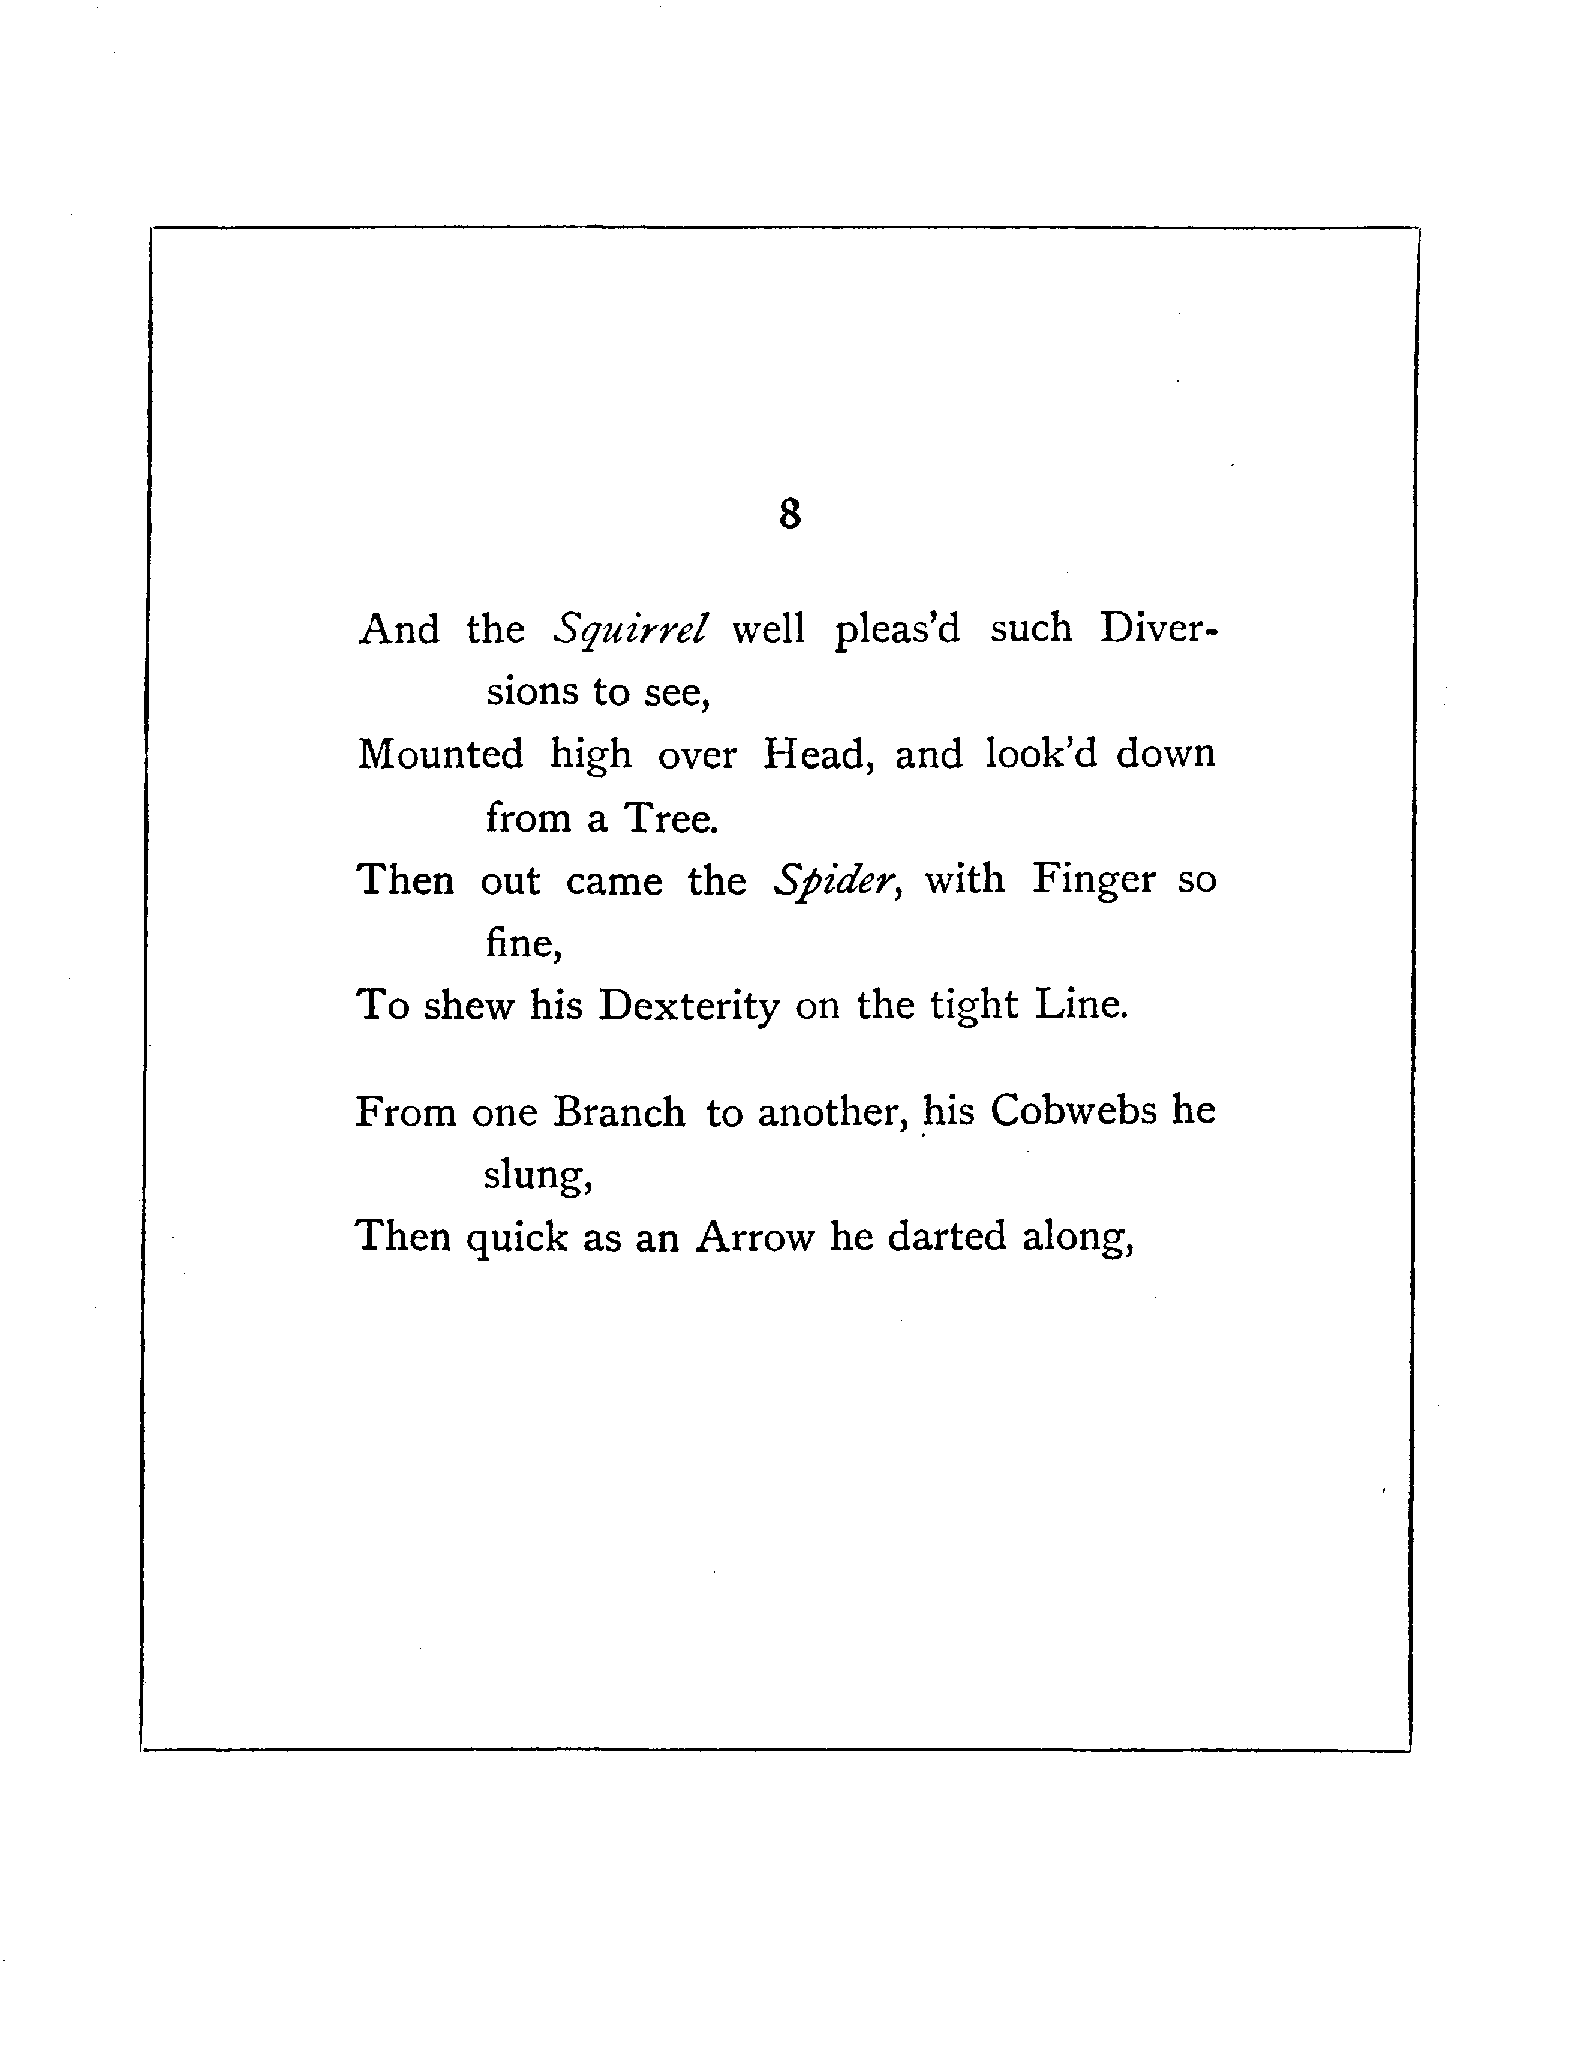 8
And the Squirrel well pleas'd such Diver-
sions to see,
Mounted high over Head, and look'd down
from a Tree.
Then out came the Spider, with Finger so
fine,
To shew his Dexterity on the tight Line.
From one Branch to another, his Cobwebs he
slung,
Then quick as an Arrow he darted along,